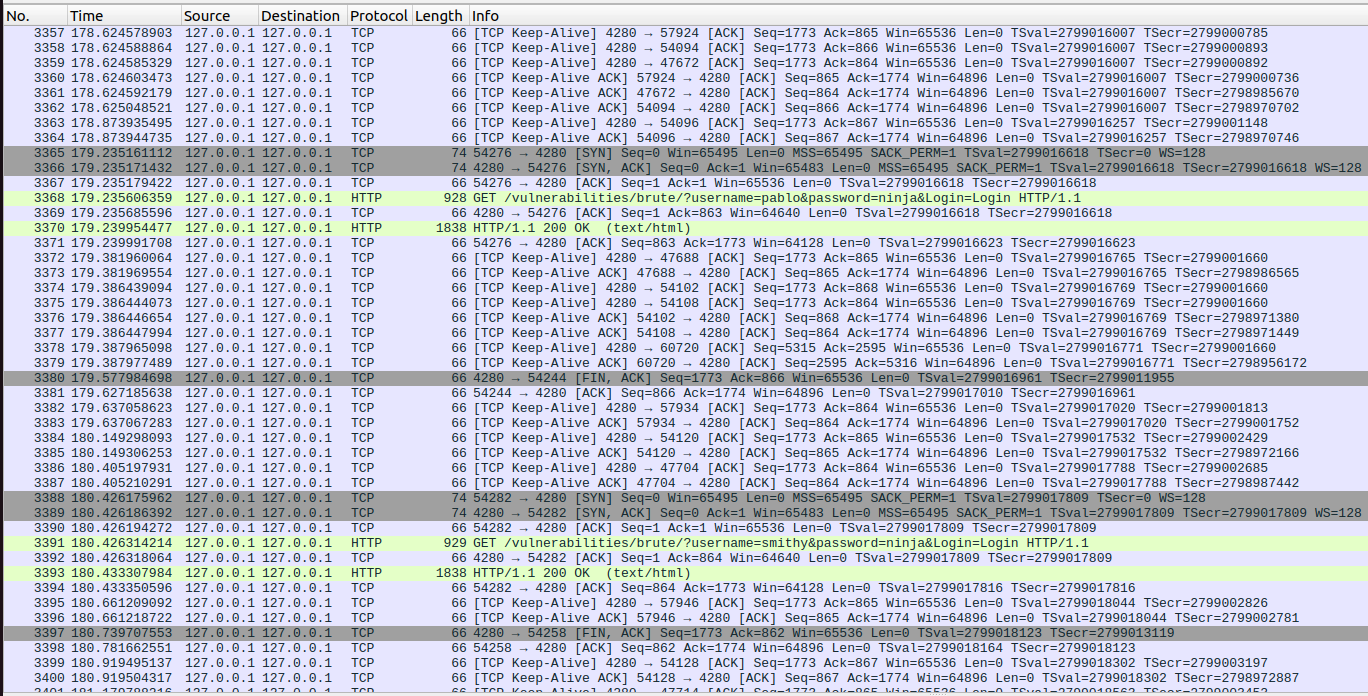 No. Time Source Destination Protocol Length Info
3357 178.624578903 127.0.0.1 127.0.0.1 TCP 66 [TCP Keep-Alive] 4280 → 57924 [ACK] Seq=1773 Ack=865 Win=65536 Len=0 TSval=2799016007 TSecr=2799000785
3358 178.624588864 127.0.0.1 127.0.0.1 TCP 66 [TCP Keep-Alive] 4280 → 54094 [ACK] Seq=1773 Ack=866 Win=65536 Len=0 TSval=2799016007 TSecr=2799000893
3359 178.624585329 127.0.0.1 127.0.0.1 TCP 66 [TCP Keep-Alive] 4280 → 47672 [ACK] Seq=1773 Ack=864 Win=65536 Len=0 TSval=2799016007 TSecr=2799000892
3360 178.624603473 127.0.0.1 127.0.0.1 TCP 66 [TCP Keep-Alive ACK] 57924 → 4280 [ACK] Seq=865 Ack=1774 Win=64896 Len=0 TSval=2799016007 TSecr=2799000736
3361 178.624592179 127.0.0.1 127.0.0.1 TCP 66 [TCP Keep-Alive ACK] 47672 → 4280 [ACK] Seq=864 Ack=1774 Win=64896 Len=0 TSval=2799016007 TSecr=2798985670
3362 178.625048521 127.0.0.1 127.0.0.1 TCP 66 [TCP Keep-Alive ACK] 54094 → 4280 [ACK] Seq=866 Ack=1774 Win=64896 Len=0 TSval=2799016007 TSecr=2798970702
3363 178.873935495 127.0.0.1 127.0.0.1 TCP 66 [TCP Keep-Alive] 4280 → 54096 [ACK] Seq=1773 Ack=867 Win=65536 Len=0 TSval=2799016257 TSecr=2799001148
3364 178.873944735 127.0.0.1 127.0.0.1 TCP 66 [TCP Keep-Alive ACK] 54096 → 4280 [ACK] Seq=867 Ack=1774 Win=64896 Len=0 TSval=2799016257 TSecr=2798970746
3365 179.235161112 127.0.0.1 127.0.0.1 TCP 74 54276 → 4280 [SYN] Seq=0 Win=65495 Len=0 MSS=65495 SACK_PERM=1 TSval=2799016618 TSecr=0 WS=128
3366 179.235171432 127.0.0.1 127.0.0.1 TCP 74 4280 → 54276 [SYN, ACK] Seq=0 Ack=1 Win=65483 Len=0 MSS=65495 SACK_PERM=1 TSval=2799016618 TSecr=2799016618 WS=128
3367 179.235179422 127.0.0.1 127.0.0.1 TCP 66 54276 → 4280 [ACK] Seq=1 Ack=1 Win=65536 Len=0 TSval=2799016618 TSecr=2799016618
3368 179.235606359 127.0.0.1 127.0.0.1 HTTP 928 GET /vulnerabilities/brute/?username=pablo&password=ninja&Login=Login HTTP/1.1
3369 179.235685596 127.0.0.1 127.0.0.1 TCP 66 4280 → 54276 [ACK] Seq=1 Ack=863 Win=64640 Len=0 TSval=2799016618 TSecr=2799016618
3370 179.239954477 127.0.0.1 127.0.0.1 HTTP 1838 HTTP/1.1 200 OK (text/html)
3371 179.239991708 127.0.0.1 127.0.0.1 TCP 66 54276 → 4280 [ACK] Seq=863 Ack=1773 Win=64128 Len=0 TSval=2799016623 TSecr=2799016623
3372 179.381960064 127.0.0.1 127.0.0.1 TCP 66 [TCP Keep-Alive] 4280 → 47688 [ACK] Seq=1773 Ack=865 Win=65536 Len=0 TSval=2799016765 TSecr=2799001660
3373 179.381969554 127.0.0.1 127.0.0.1 TCP 66 [TCP Keep-Alive ACK] 47688 → 4280 [ACK] Seq=865 Ack=1774 Win=64896 Len=0 TSval=2799016765 TSecr=2798986565
3374 179.386439094 127.0.0.1 127.0.0.1 TCP 66 [TCP Keep-Alive] 4280 → 54102 [ACK] Seq=1773 Ack=868 Win=65536 Len=0 TSval=2799016769 TSecr=2799001660
3375 179.386444073 127.0.0.1 127.0.0.1 TCP 66 [TCP Keep-Alive] 4280 → 54108 [ACK] Seq=1773 Ack=864 Win=65536 Len=0 TSval=2799016769 TSecr=2799001660
3376 179.386446654 127.0.0.1 127.0.0.1 TCP 66 [TCP Keep-Alive ACK] 54102 → 4280 [ACK] Seq=868 Ack=1774 Win=64896 Len=0 TSval=2799016769 TSecr=2798971380
3377 179.386447994 127.0.0.1 127.0.0.1 TCP 66 [TCP Keep-Alive ACK] 54108 → 4280 [ACK] Seq=864 Ack=1774 Win=64896 Len=0 TSval=2799016769 TSecr=2798971449
3378 179.387965098 127.0.0.1 127.0.0.1 TCP 66 [TCP Keep-Alive] 4280 → 60720 [ACK] Seq=5315 Ack=2595 Win=65536 Len=0 TSval=2799016771 TSecr=2799001660
3379 179.387977489 127.0.0.1 127.0.0.1 TCP 66 [TCP Keep-Alive ACK] 60720 → 4280 [ACK] Seq=2595 Ack=5316 Win=64896 Len=0 TSval=2799016771 TSecr=2798956172
3380 179.577984698 127.0.0.1 127.0.0.1 TCP 66 4280 → 54244 [FIN, ACK] Seq=1773 Ack=866 Win=65536 Len=0 TSval=2799016961 TSecr=2799011955
3381 179.627185638 127.0.0.1 127.0.0.1 TCP 66 54244 → 4280 [ACK] Seq=866 Ack=1774 Win=64896 Len=0 TSval=2799017010 TSecr=2799016961
3382 179.637058623 127.0.0.1 127.0.0.1 TCP 66 [TCP Keep-Alive] 4280 → 57934 [ACK] Seq=1773 Ack=864 Win=65536 Len=0 TSval=2799017020 TSecr=2799001813
3383 179.637067283 127.0.0.1 127.0.0.1 TCP 66 [TCP Keep-Alive ACK] 57934 → 4280 [ACK] Seq=864 Ack=1774 Win=64896 Len=0 TSval=2799017020 TSecr=2799001752
3384 180.149298093 127.0.0.1 127.0.0.1 TCP 66 [TCP Keep-Alive] 4280 → 54120 [ACK] Seq=1773 Ack=865 Win=65536 Len=0 TSval=2799017532 TSecr=2799002429
3385 180.149306253 127.0.0.1 127.0.0.1 TCP 66 [TCP Keep-Alive ACK] 54120 → 4280 [ACK] Seq=865 Ack=1774 Win=64896 Len=0 TSval=2799017532 TSecr=2798972166
3386 180.405197931 127.0.0.1 127.0.0.1 TCP 66 [TCP Keep-Alive] 4280 → 47704 [ACK] Seq=1773 Ack=864 Win=65536 Len=0 TSval=2799017788 TSecr=2799002685
3387 180.405210291 127.0.0.1 127.0.0.1 TCP 66 [TCP Keep-Alive ACK] 47704 → 4280 [ACK] Seq=864 Ack=1774 Win=64896 Len=0 TSval=2799017788 TSecr=2798987442
3388 180.426175962 127.0.0.1 127.0.0.1 TCP 74 54282 → 4280 [SYN] Seq=0 Win=65495 Len=0 MSS=65495 SACK_PERM=1 TSval=2799017809 TSecr=0 WS=128
3389 180.426186392 127.0.0.1 127.0.0.1 TCP 74 4280 → 54282 [SYN, ACK] Seq=0 Ack=1 Win=65483 Len=0 MSS=65495 SACK_PERM=1 TSval=2799017809 TSecr=2799017809 WS=128
3390 180.426194272 127.0.0.1 127.0.0.1 TCP 66 54282 → 4280 [ACK] Seq=1 Ack=1 Win=65536 Len=0 TSval=2799017809 TSecr=2799017809
3391 180.426314214 127.0.0.1 127.0.0.1 HTTP 929 GET /vulnerabilities/brute/?username=smithy&password=ninja&Login=Login HTTP/1.1
3392 180.426318064 127.0.0.1 127.0.0.1 TCP 66 4280 → 54282 [ACK] Seq=1 Ack=864 Win=64640 Len=0 TSval=2799017809 TSecr=2799017809
3393 180.433307984 127.0.0.1 127.0.0.1 HTTP 1838 HTTP/1.1 200 OK (text/html)
3394 180.433350596 127.0.0.1 127.0.0.1 TCP 66 54282 → 4280 [ACK] Seq=864 Ack=1773 Win=64128 Len=0 TSval=2799017816 TSecr=2799017816
3395 180.661209092 127.0.0.1 127.0.0.1 TCP 66 [TCP Keep-Alive] 4280 → 57946 [ACK] Seq=1773 Ack=865 Win=65536 Len=0 TSval=2799018044 TSecr=2799002826
3396 180.661218722 127.0.0.1 127.0.0.1 TCP 66 [TCP Keep-Alive ACK] 57946 → 4280 [ACK] Seq=865 Ack=1774 Win=64896 Len=0 TSval=2799018044 TSecr=2799002781
3397 180.739707553 127.0.0.1 127.0.0.1 TCP 66 4280 → 54258 [FIN, ACK] Seq=1773 Ack=862 Win=65536 Len=0 TSval=2799018123 TSecr=2799013119
3398 180.781662551 127.0.0.1 127.0.0.1 TCP 66 54258 → 4280 [ACK] Seq=862 Ack=1774 Win=64896 Len=0 TSval=2799018164 TSecr=2799018123
3399 180.919495137 127.0.0.1 127.0.0.1 TCP 66 [TCP Keep-Alive] 4280 → 54128 [ACK] Seq=1773 Ack=867 Win=65536 Len=0 TSval=2799018302 TSecr=2799003197
3400 180.919504317 127.0.0.1 127.0.0.1 TCP 66 [TCP Keep-Alive ACK] 54128 → 4280 [ACK] Seq=867 Ack=1774 Win=64896 Len=0 TSval=2799018302 TSecr=2798972887